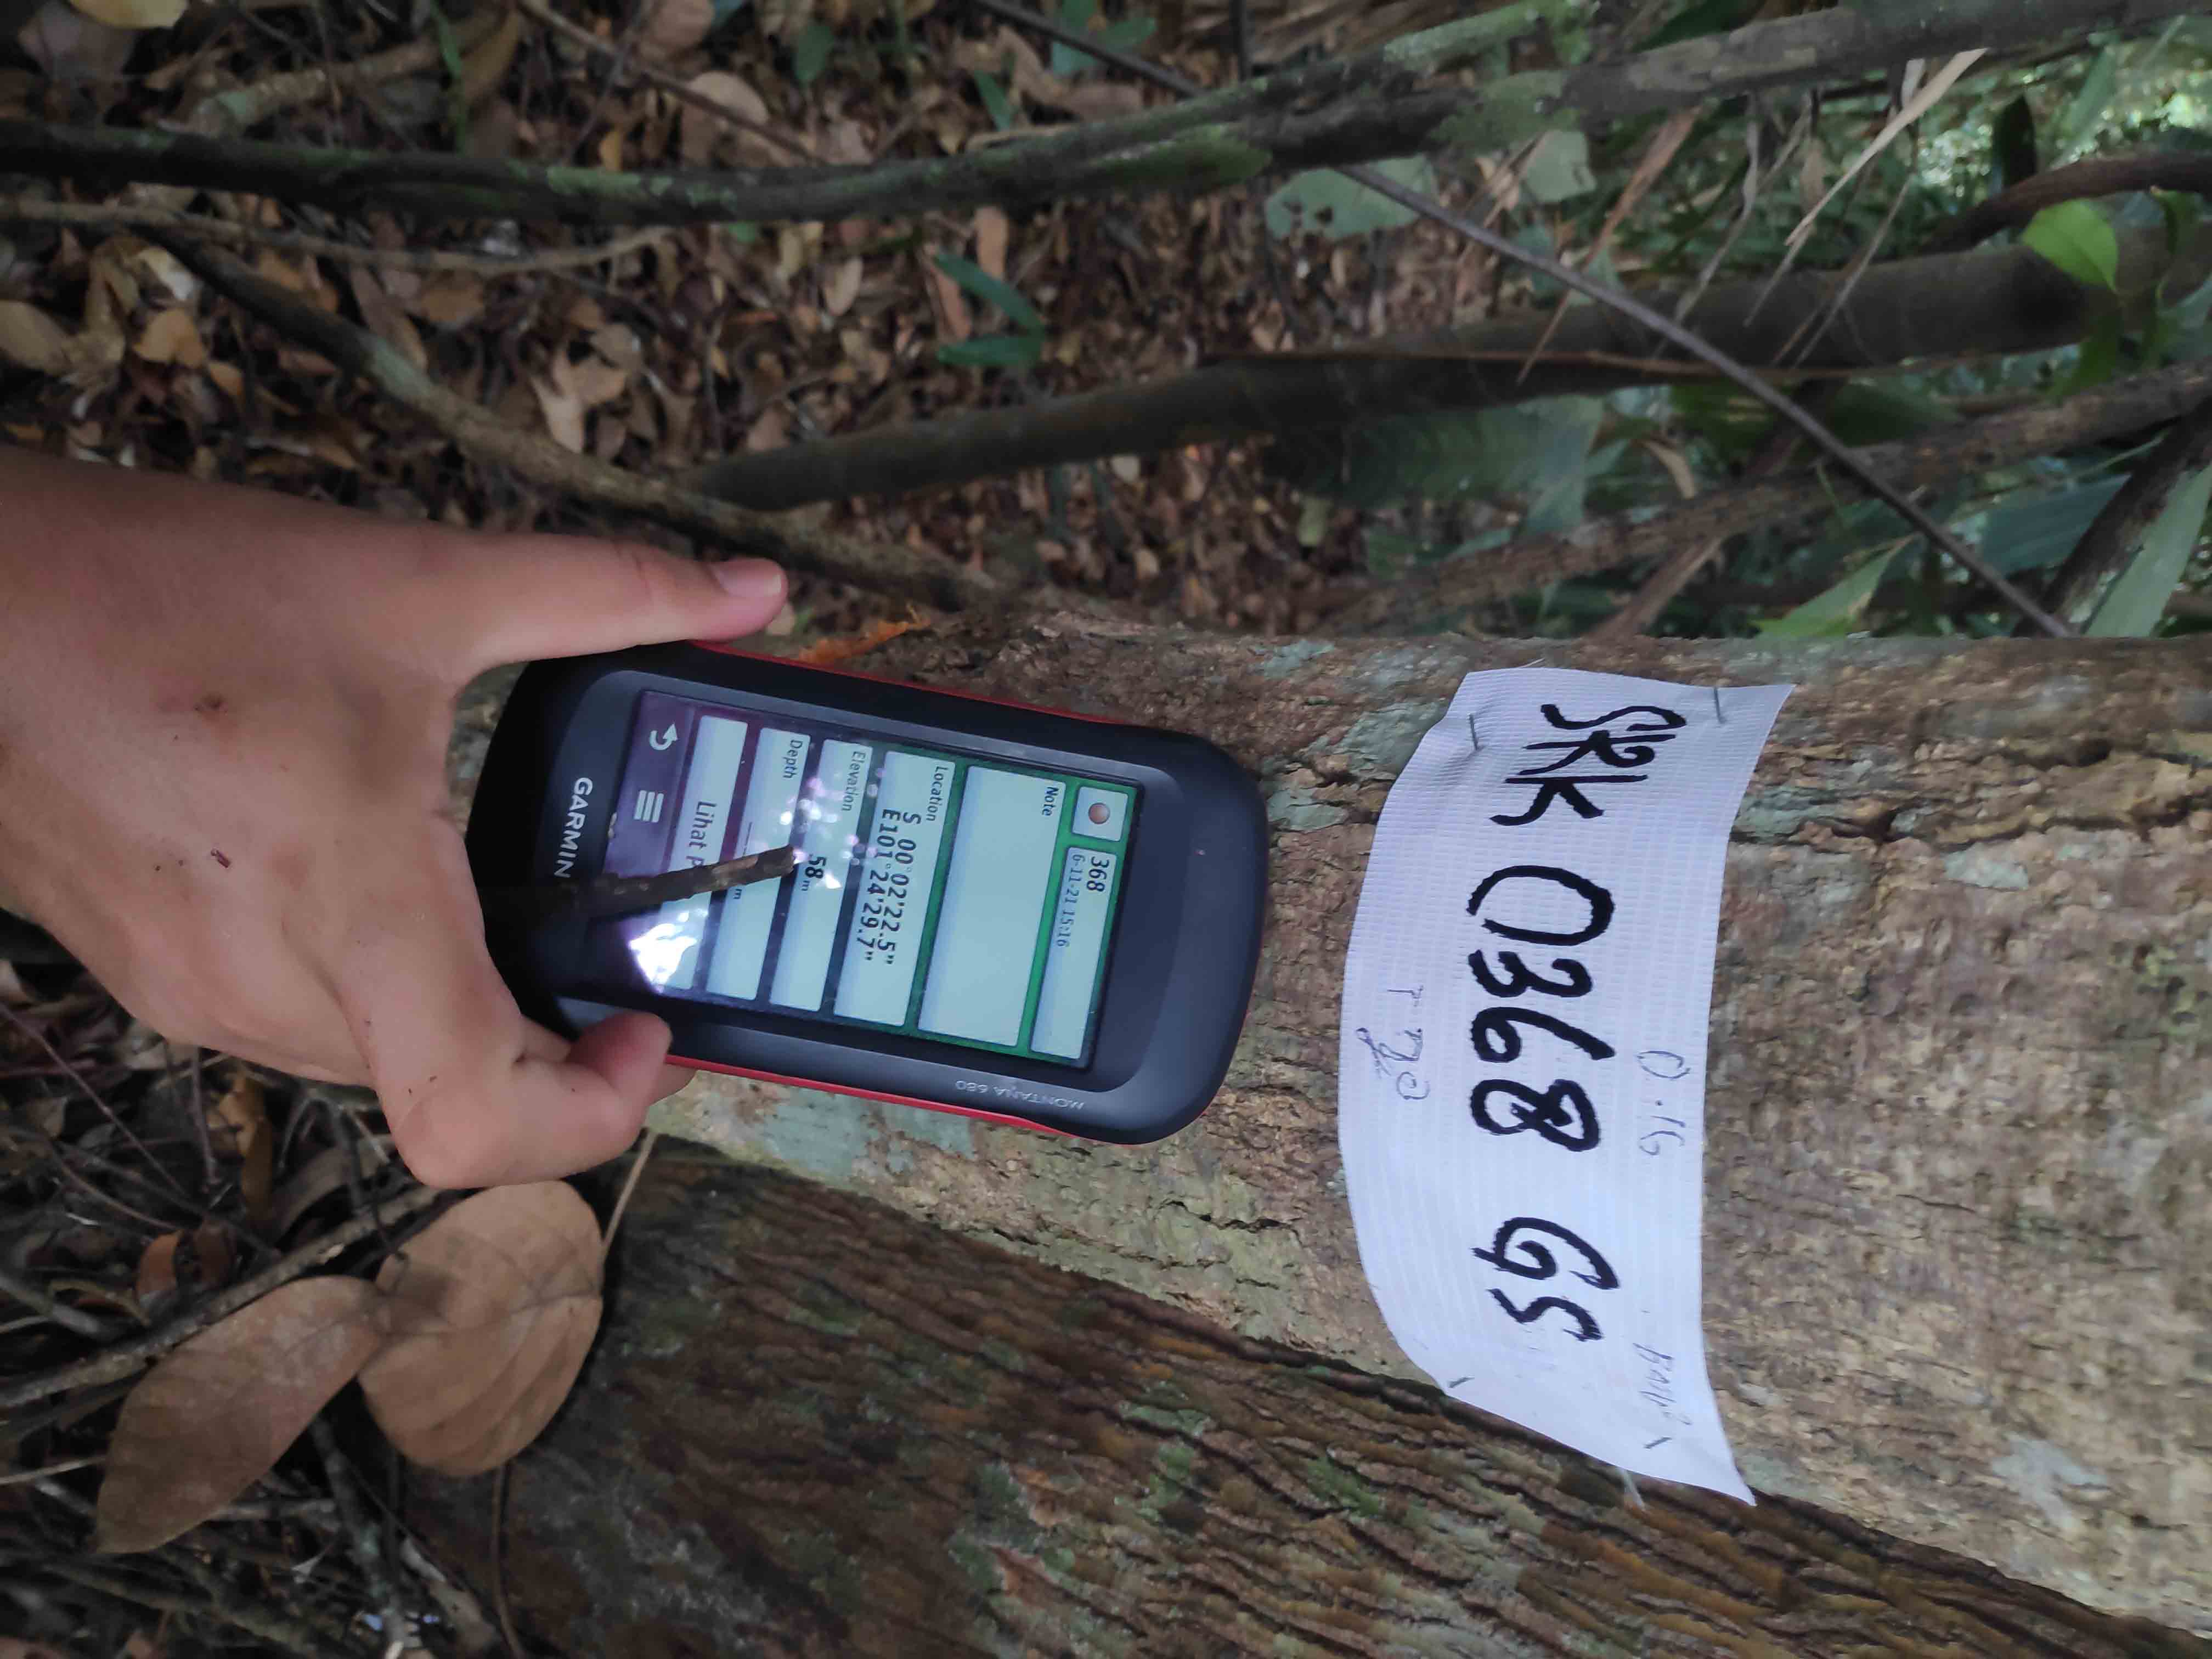 MONTANA 680
368
6-11-21 15:16
Note
Location
S 00°02'22.5"
E101°24'29.7"
Elevation
58 m
Depth
m
Lihat P
GARMIN
0.16
SRK 0368 GS